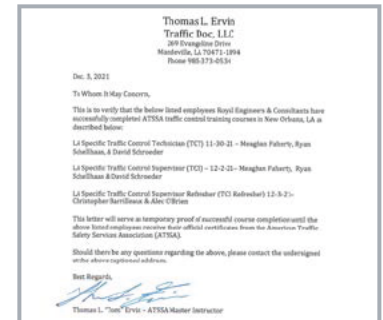 Thomas L. Ervin
Traffic Doc, LLC
269 Evangeline Drive
Mandeville, LA 70471-1894
Phone 985-373-0534
Dec. 3, 2021
To Whom It May Concern,
This is to verify that the below listed employees Royal Engineers & Consultants have
successfully completed ATSSA traffic control training courses in New Orleans, LA as
described below:
LA Specific Traffic Control Technician (TCT) 11-30-21 – Meaghan Faherty, Ryan
Schellhaas, & David Schroeder
LA Specific Traffic Control Supervisor (TCS) – 12-2-21– Meaghan Faherty, Ryan
Schellhaas & David Schroeder
LA Specific Traffic Control Supervisor Refresher (TCS Refresher) 12-3-21–
Christopher Barrilleaux & Alec O'Brien
This letter will serve as temporary proof of successful course completion until the
above listed employees receive their official certificates from the American Traffic
Safety Services Association (ATSSA).
Should there be any questions regarding the above, please contact the undersigned
at the above captioned address.
Best Regards,
Thomas L. "Tom" Ervin – ATSSA Master Instructor